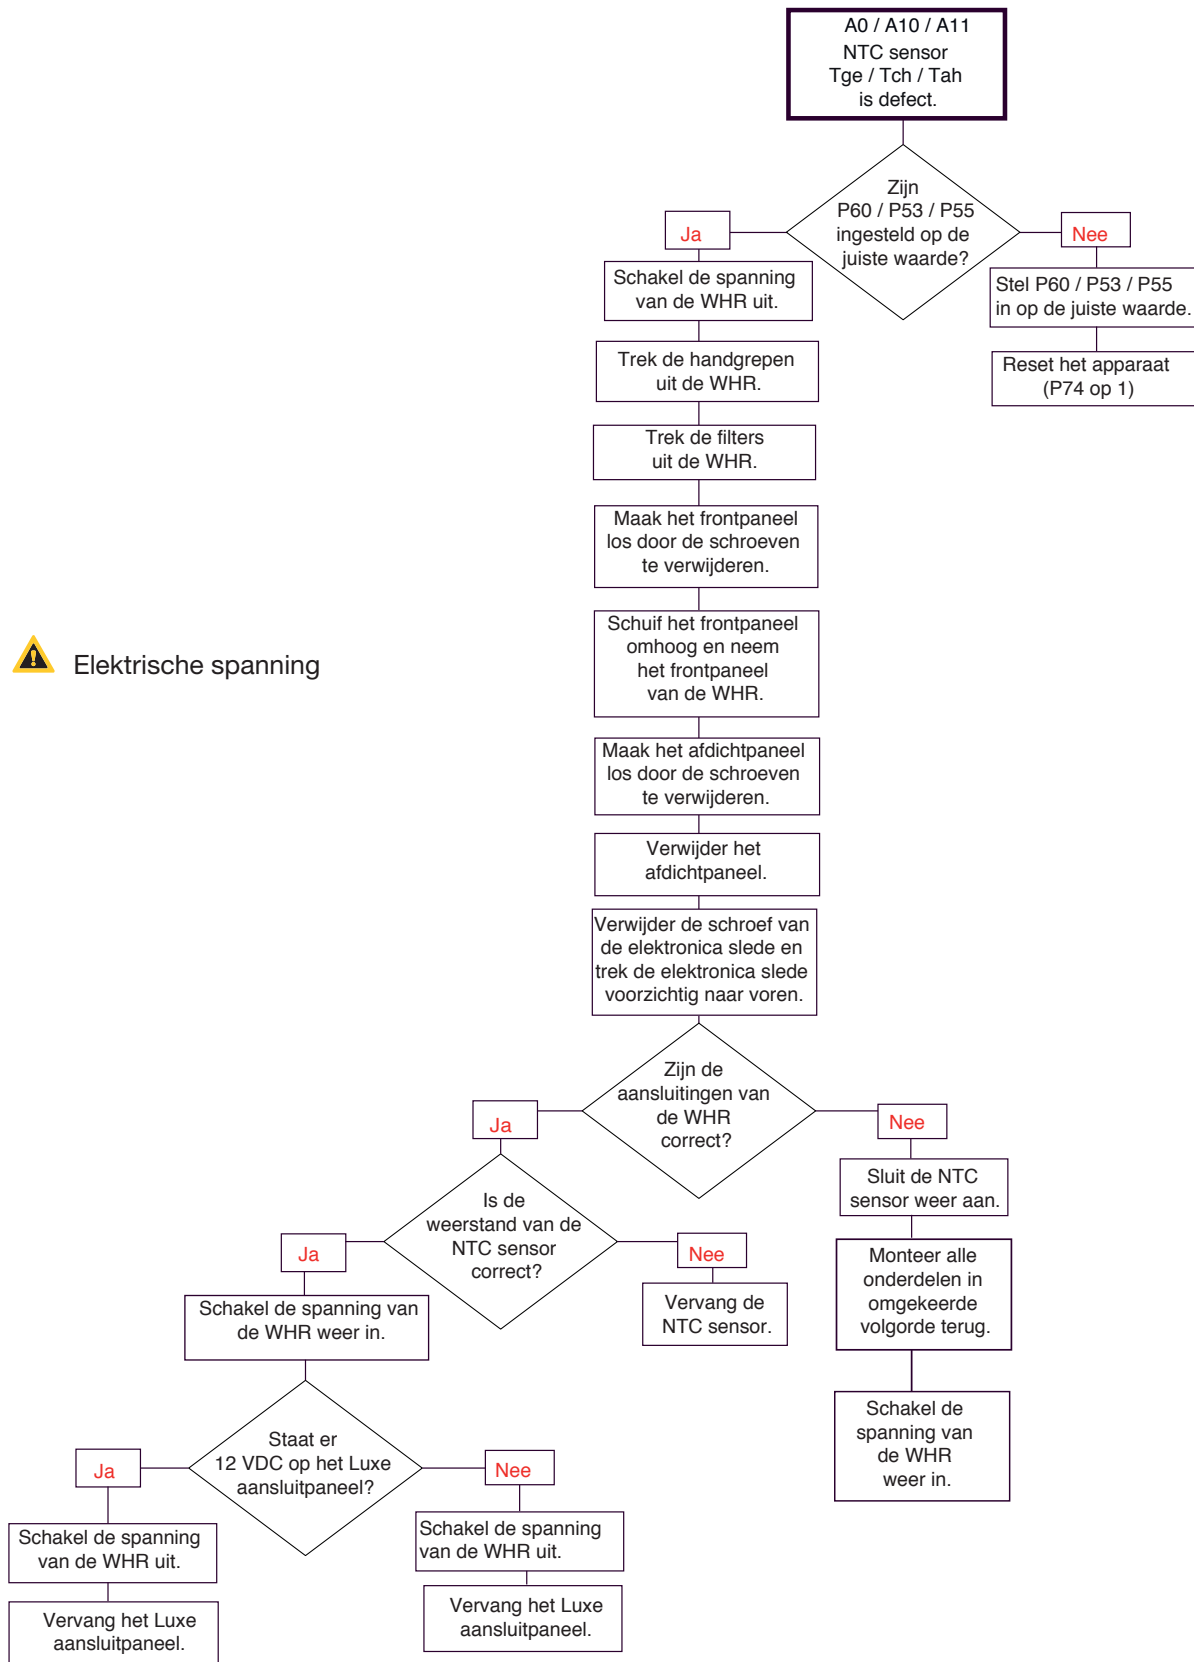 A0 / A10 / A11
NTC sensor
Tge / Tch / Tah
is defect.
Zijn
P60 / P53 / P55
ingesteld op de
juiste waarde?
Ja
Nee
Schakel de spanning
van de WHR uit.
Stel P60 / P53 / P55
in op de juiste waarde.
Trek de handgrepen
uit de WHR.
Reset het apparaat
(P74 op 1)
Trek de filters
uit de WHR.
Maak het frontpaneel
los door de schroeven
te verwijderen.
Schuif het frontpaneel
omhoog en neem
het frontpaneel
van de WHR.
Elektrische spanning
Maak het afdichtpaneel
los door de schroeven
te verwijderen.
Verwijder het
afdichtpaneel.
Verwijder de schroef van
de elektronica slede en
trek de elektronica slede
voorzichtig naar voren.
Zijn de
aansluitingen van
de WHR
correct?
Ja
Nee
Is de
weerstand van de
NTC sensor
correct?
Sluit de NTC
sensor weer aan.
Ja
Nee
Monteer alle
onderdelen in
omgekeerde
volgorde terug.
Schakel de spanning van
de WHR weer in.
Vervang de
NTC sensor.
Schakel de
spanning van
de WHR
weer in.
Staat er
12 VDC op het Luxe
aansluitpaneel?
Ja
Nee
Schakel de spanning
van de WHR uit.
Schakel de spanning
van de WHR uit.
Vervang het Luxe
aansluitpaneel.
Vervang het Luxe
aansluitpaneel.